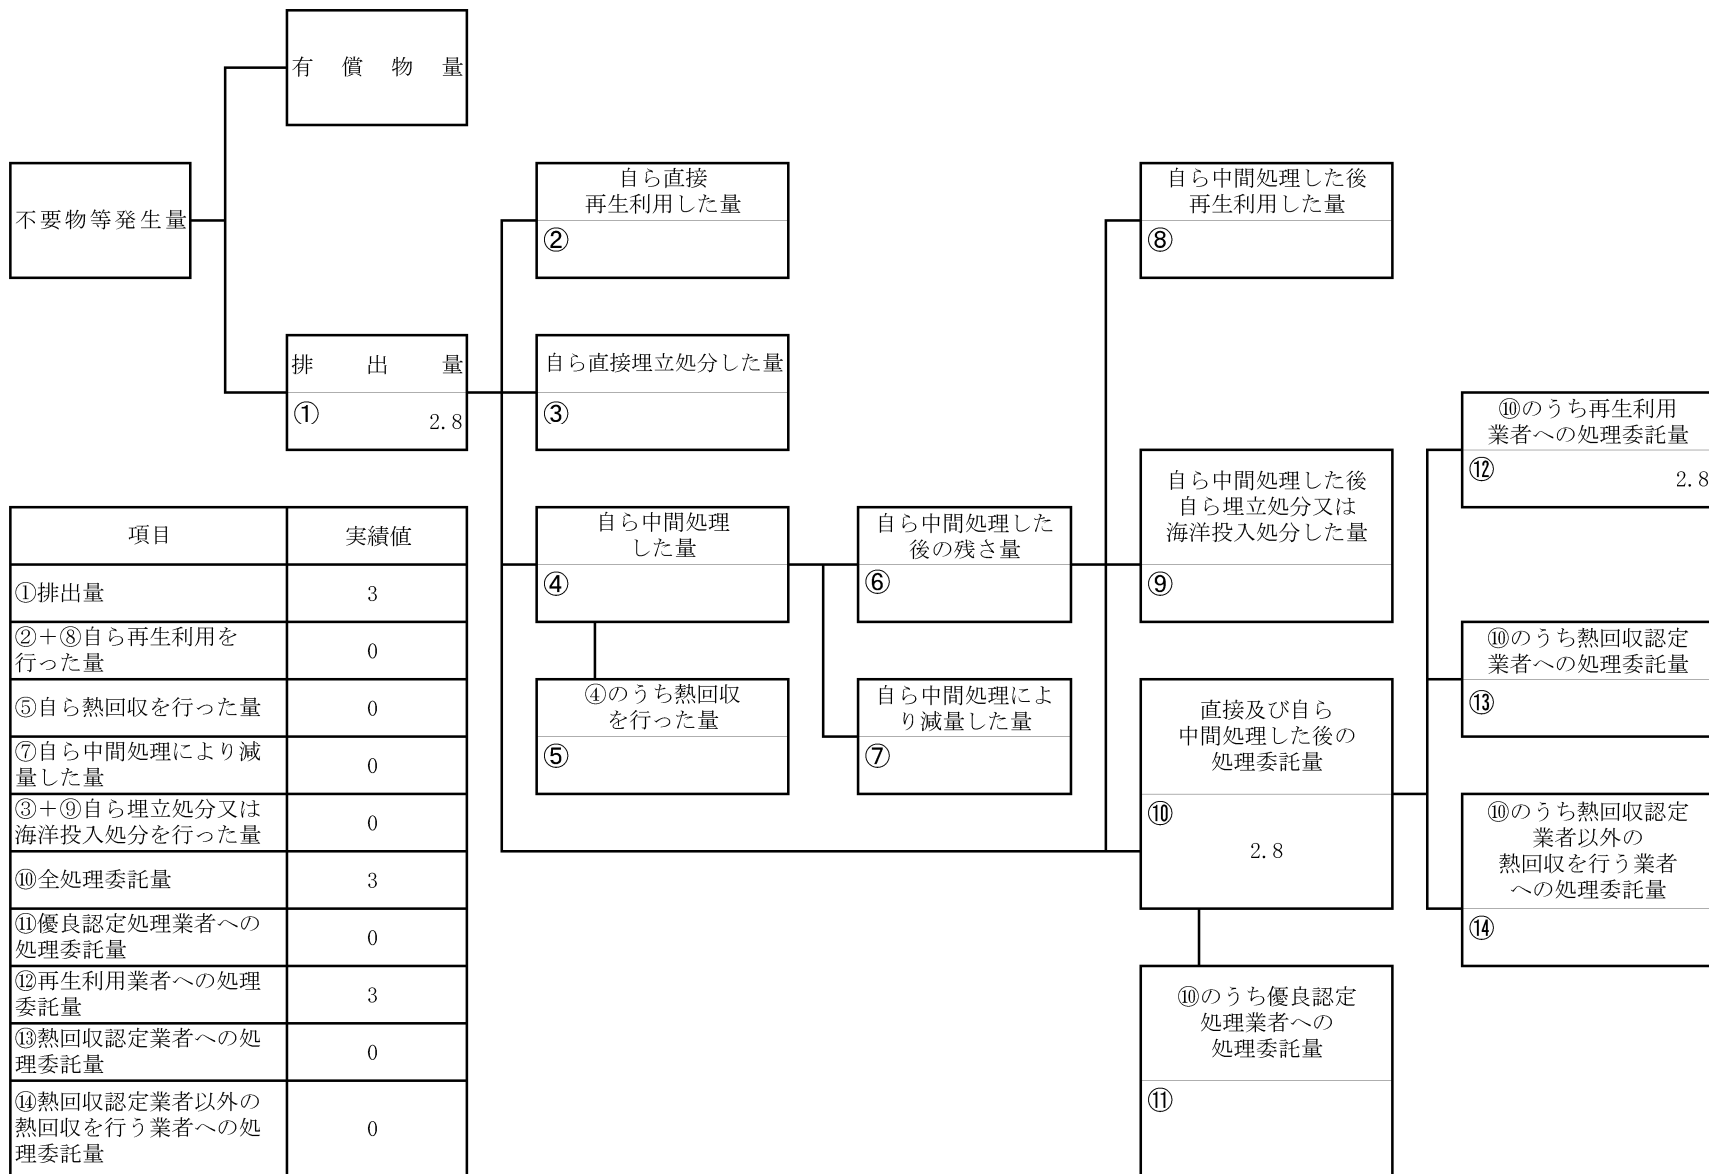 有償物量
不要物等発生量
排出量
①
2.8
自ら直接
再生利用した量
②
自ら直接埋立処分した量
③
自ら中間処理
した量
④
④のうち熱回収
を行った量
⑤
自ら中間処理した
後の残さ量
⑥
自ら中間処理によ
り減量した量
⑦
自ら中間処理した後
再生利用した量
⑧
自ら中間処理した後
自ら埋立処分又は
海洋投入処分した量
⑨
直接及び自ら
中間処理した後の
処理委託量
⑩
2.8
⑩のうち優良認定
処理業者への
処理委託量
⑪
⑩のうち再生利用
業者への処理委託量
⑫
2.8
⑩のうち熱回収認定
業者への処理委託量
⑬
⑩のうち熱回収認定
業者以外の
熱回収を行う業者
への処理委託量
⑭
項目 実績値
①排出量 3
②+⑧自ら再生利用を
行った量 0
⑤自ら熱回収を行った量 0
⑦自ら中間処理により減
量した量 0
③+⑨自ら埋立処分又は
海洋投入処分を行った量 0
⑩全処理委託量 3
⑪優良認定処理業者への
処理委託量 0
⑫再生利用業者への処理
委託量 3
⑬熱回収認定業者への処
理委託量 0
⑭熱回収認定業者以外の
熱回収を行う業者への処 0
理委託量